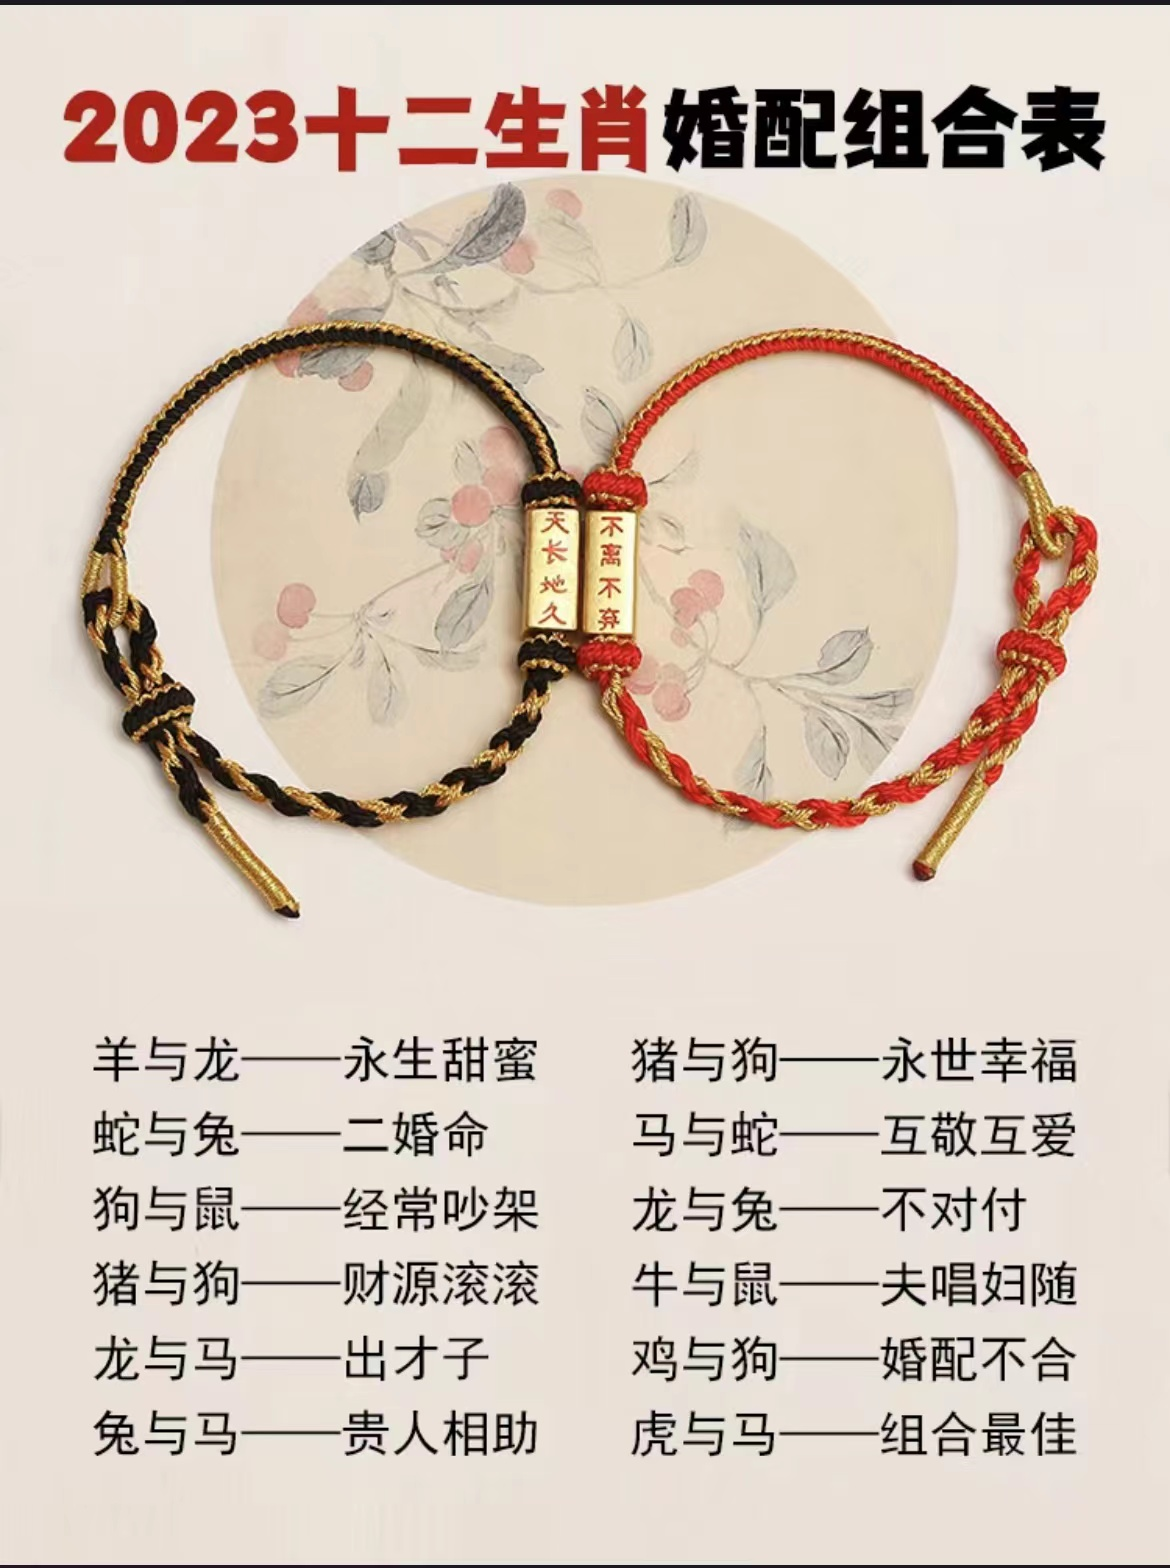 2023十二生肖婚配组合表
天长地久
不离不弃
羊与龙——永生甜蜜
蛇与兔——二婚命
狗与鼠——经常吵架
猪与狗——财源滚滚
龙与马——出才子
兔与马——贵人相助
猪与狗——永世幸福
马与蛇——互敬互爱
龙与兔——不对付
牛与鼠——夫唱妇随
鸡与狗——婚配不合
虎与马——组合最佳